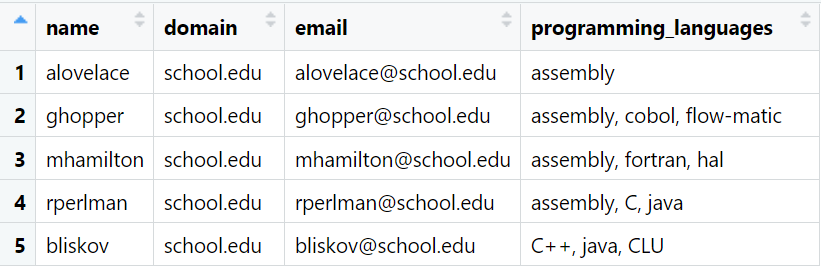 name domain email programming_languages
1 alovelace school.edu alovelace@school.edu assembly
2 ghopper school.edu ghopper@school.edu assembly, cobol, flow-matic
3 mhamilton school.edu mhamilton@school.edu assembly, fortran, hal
4 rperlman school.edu rperlman@school.edu assembly, C, java
5 bliskov school.edu bliskov@school.edu C++, java, CLU